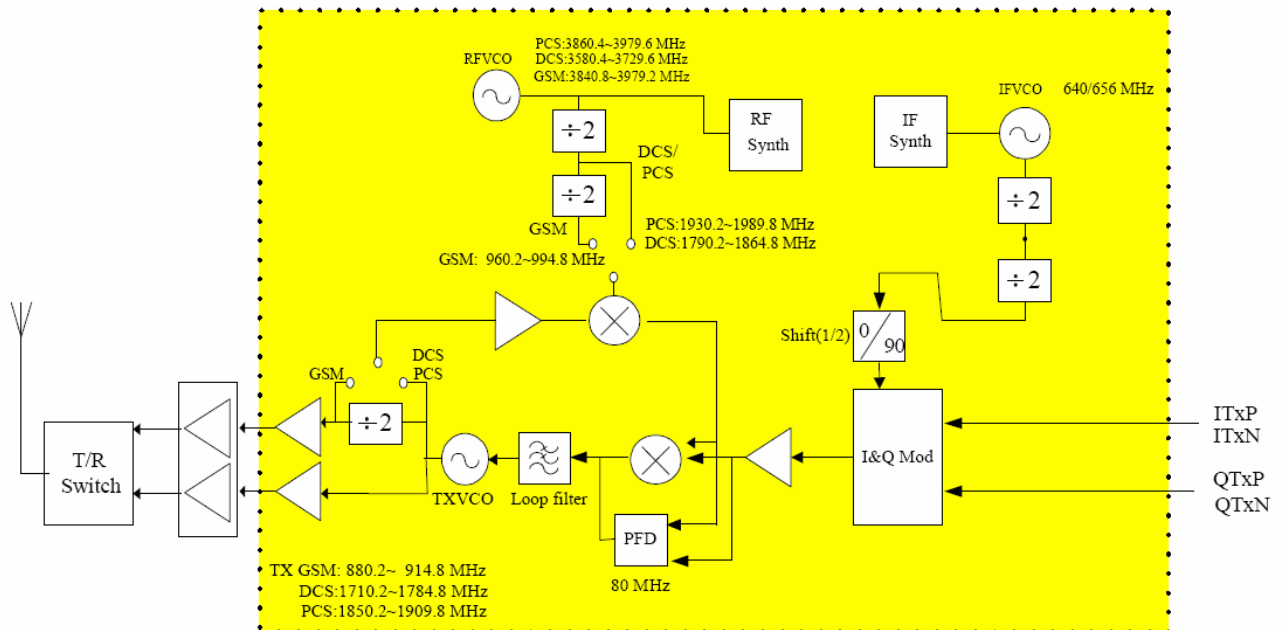 PCS:3860.4~3979.6 MHz
DCS:3580.4~3729.6 MHz
GSM:3840.8~3979.2 MHz
RFVCO
IFVCO
640/656 MHz
÷2
RF
Synth
IF
Synth
DCS/
PCS
÷2
÷2
GSM
PCS:1930.2~1989.8 MHz
DCS:1790.2~1864.8 MHz
GSM: 960.2~994.8 MHz
÷2
Shift(1/2)
0/90
GSM
DCS
PCS
÷2
ITxP
ITxN
T/R
Switch
TXVCO
Loop filter
I&Q Mod
QTxP
QTxN
PFD
80 MHz
TX GSM: 880.2~ 914.8 MHz
DCS:1710.2~1784.8 MHz
PCS:1850.2~1909.8 MHz